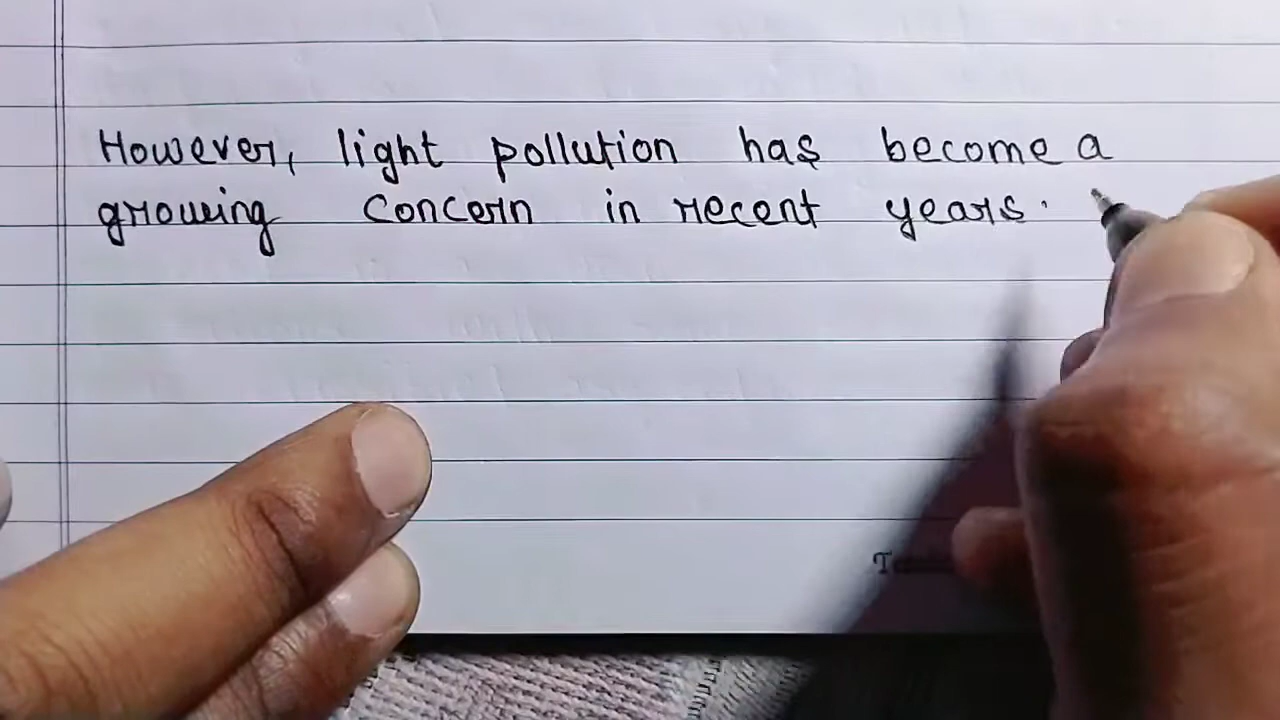 However, light pollution has become a
growing concern in recent years.